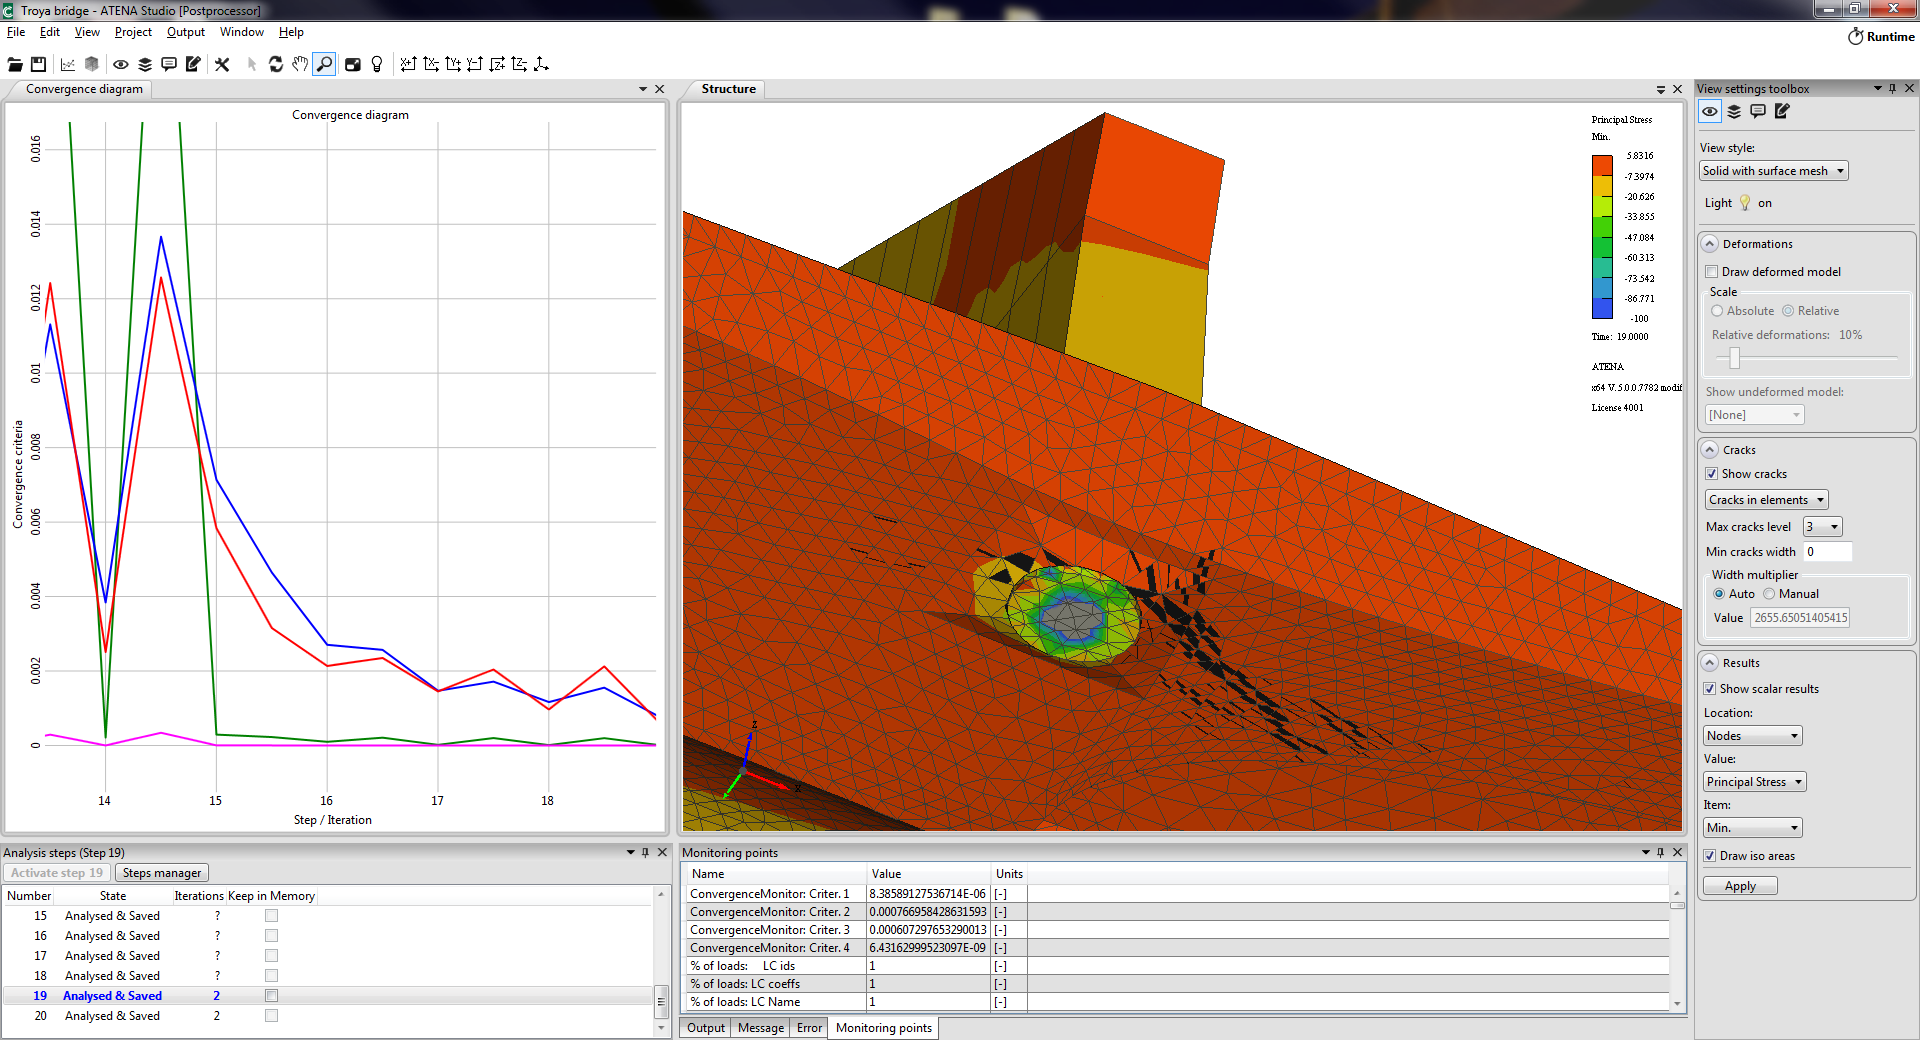 Troya bridge - ATENA Studio [Postprocessor]
File Edit View Project Output Window Help
Runtime
Convergence diagram
Convergence diagram
0.016
0.014
0.012
0.01
0.008
0.006
0.004
0.002
0
Convergence criteria
14 15 16 17 18
Step / Iteration
Structure
Principal Stress
Min.
5.8316
-7.3974
-20.626
-33.855
-47.084
-60.313
-73.542
-86.771
-100
Time: 19.0000
ATENA
x64 V. 5.0.0.7782 modif
License 4001
Z
X
View settings toolbox
View style:
Solid with surface mesh
Light on
Deformations
Draw deformed model
Scale
Absolute Relative
Relative deformations: 10%
Show undeformed model:
[None]
Cracks
Show cracks
Cracks in elements
Max cracks level 3
Min cracks width 0
Width multiplier
Auto Manual
Value 2655.65051405415
Results
Show scalar results
Location:
Nodes
Value:
Principal Stress
Item:
Min.
Draw iso areas
Apply
Analysis steps (Step 19)
Activate step 19 Steps manager
Number State Iterations Keep in Memory
15 Analysed & Saved ?
16 Analysed & Saved ?
17 Analysed & Saved ?
18 Analysed & Saved ?
19 Analysed & Saved 2
20 Analysed & Saved 2
Monitoring points
Name Value Units
ConvergenceMonitor: Criter. 1 8.38589127536714E-06 [-]
ConvergenceMonitor: Criter. 2 0.000766958428631593 [-]
ConvergenceMonitor: Criter. 3 0.000607297653290013 [-]
ConvergenceMonitor: Criter. 4 6.43162999523097E-09 [-]
% of loads: LC ids 1 [-]
% of loads: LC coeffs 1 [-]
% of loads: LC Name 1 [-]
Output Message Error Monitoring points